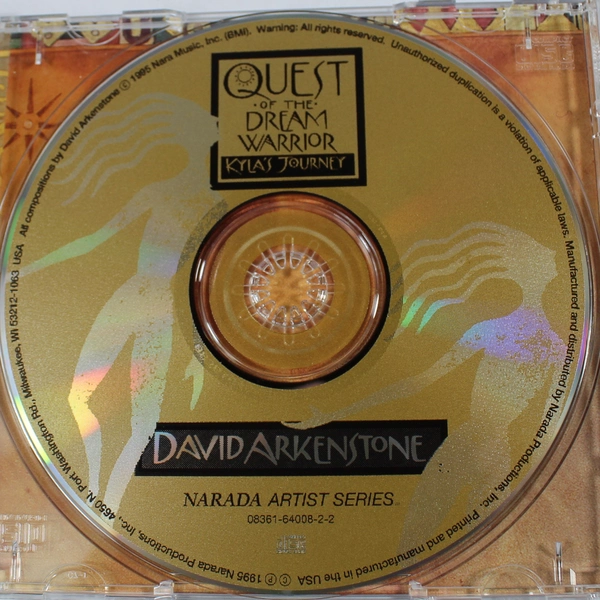 QUEST
·OF THE·
DREAM
WARRIOR
KYLA'S JOURNEY
DAVID ARKENSTONE
NARADA ARTIST SERIES
08361-64008-2-2
All compositions by David Arkenstone © 1995 Nara Music, Inc. (BMI). Warning: All rights reserved. Unauthorized duplication is a violation of applicable laws. Manufactured and distributed by Narada Productions, Inc. Printed and manufactured in the USA
Ⓟ © 1995 Narada Productions, Inc., 4650 N. Port Washington Rd., Milwaukee, WI 53212-1063 USA